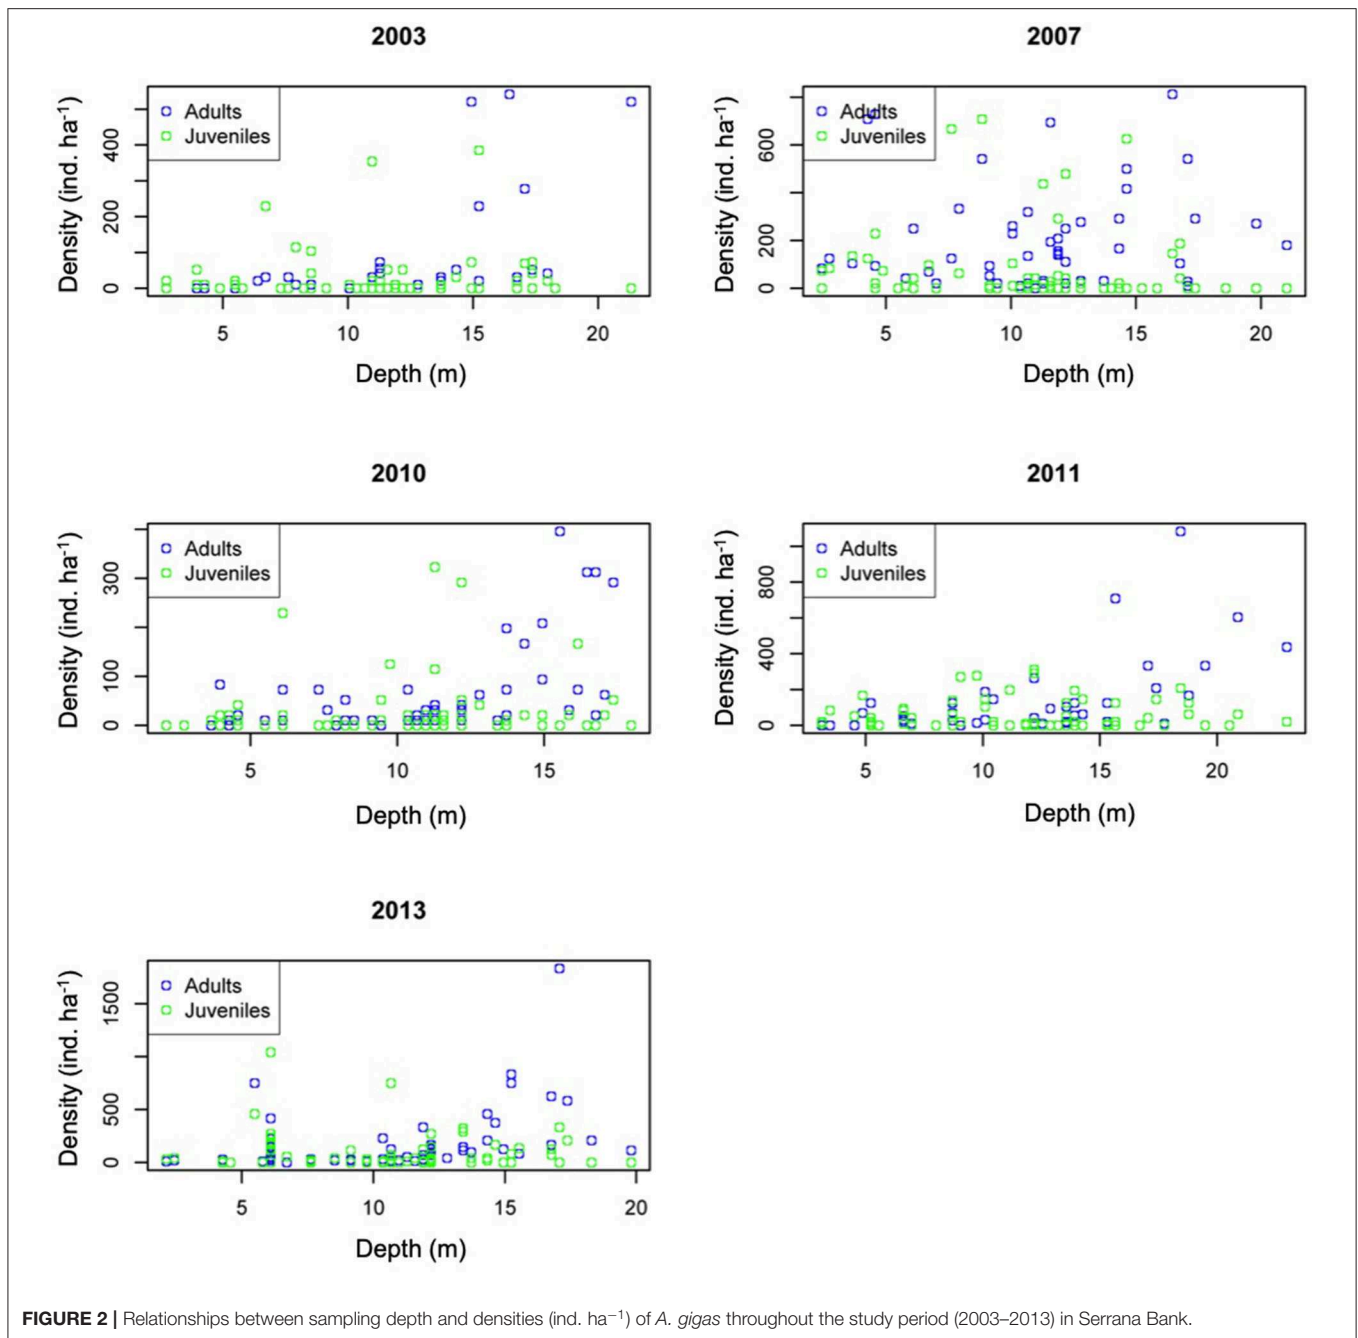 2003
Density (ind. ha⁻¹)
400
200
0
Adults
Juveniles
5 10 15 20
Depth (m)
2007
Density (ind. ha⁻¹)
600
200
0
Adults
Juveniles
5 10 15 20
Depth (m)
2010
Density (ind. ha⁻¹)
300
100
0
Adults
Juveniles
5 10 15
Depth (m)
2011
Density (ind. ha⁻¹)
800
400
0
Adults
Juveniles
5 10 15 20
Depth (m)
2013
Density (ind. ha⁻¹)
1500
500
0
Adults
Juveniles
5 10 15 20
Depth (m)
FIGURE 2 | Relationships between sampling depth and densities (ind. ha⁻¹) of A. gigas throughout the study period (2003–2013) in Serrana Bank.